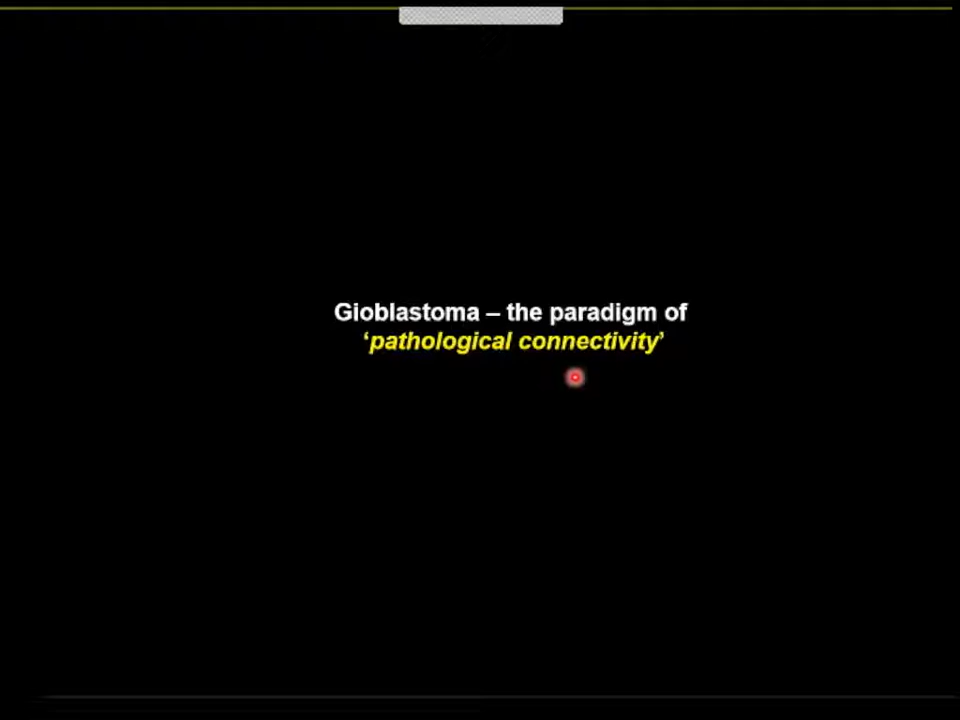 Gioblastoma – the paradigm of
‘pathological connectivity’